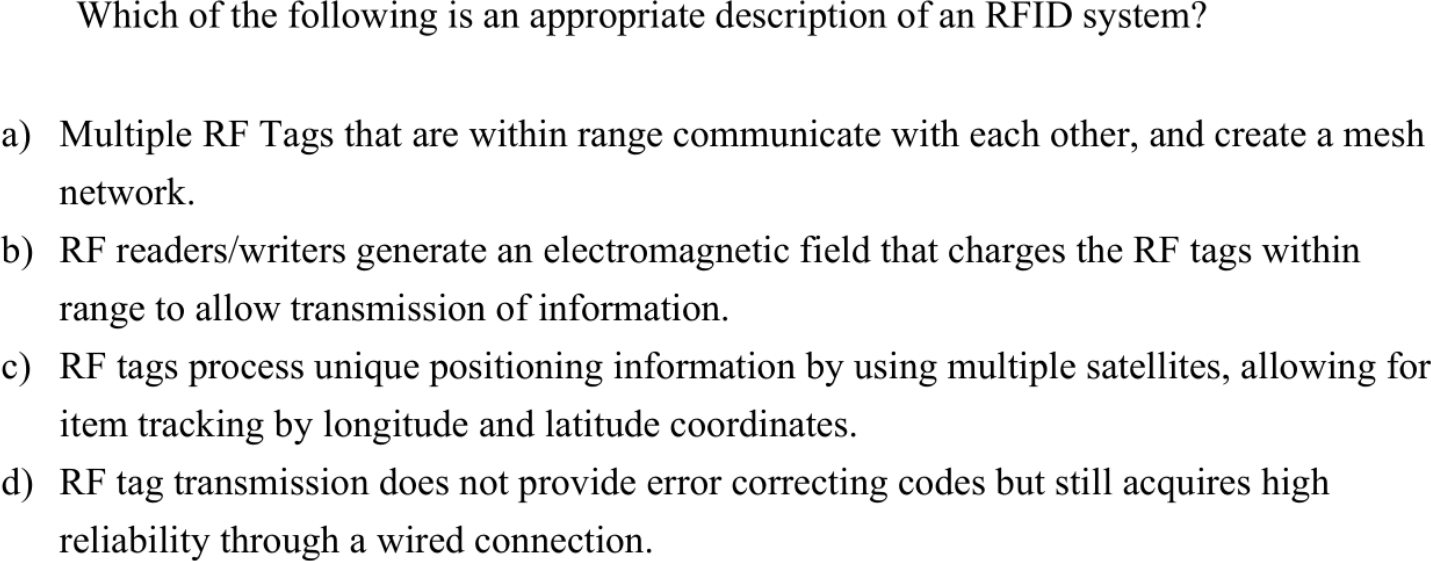 Which of the following is an appropriate description of an RFID system?
a) Multiple RF Tags that are within range communicate with each other, and create a mesh
network.
b) RF readers/writers generate an electromagnetic field that charges the RF tags within
range to allow transmission of information.
c) RF tags process unique positioning information by using multiple satellites, allowing for
item tracking by longitude and latitude coordinates.
d) RF tag transmission does not provide error correcting codes but still acquires high
reliability through a wired connection.